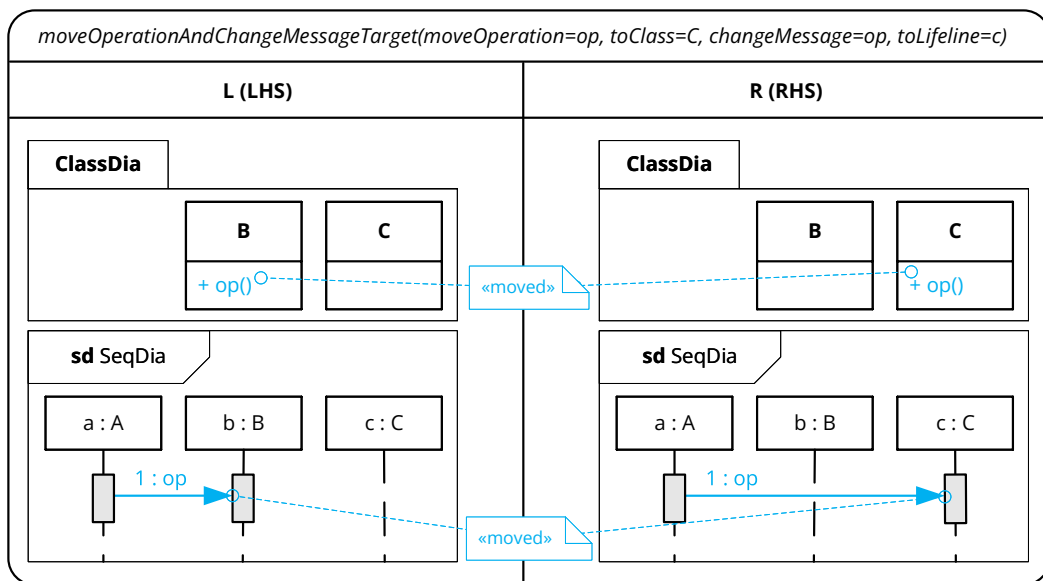 moveOperationAndChangeMessageTarget(moveOperation=op, toClass=C, changeMessage=op, toLifeline=c)
L (LHS)
R (RHS)
ClassDia
B
C
+ op()
sd SeqDia
a : A
b : B
c : C
1 : op
«moved»
«moved»
ClassDia
B
C
+ op()
sd SeqDia
a : A
b : B
c : C
1 : op